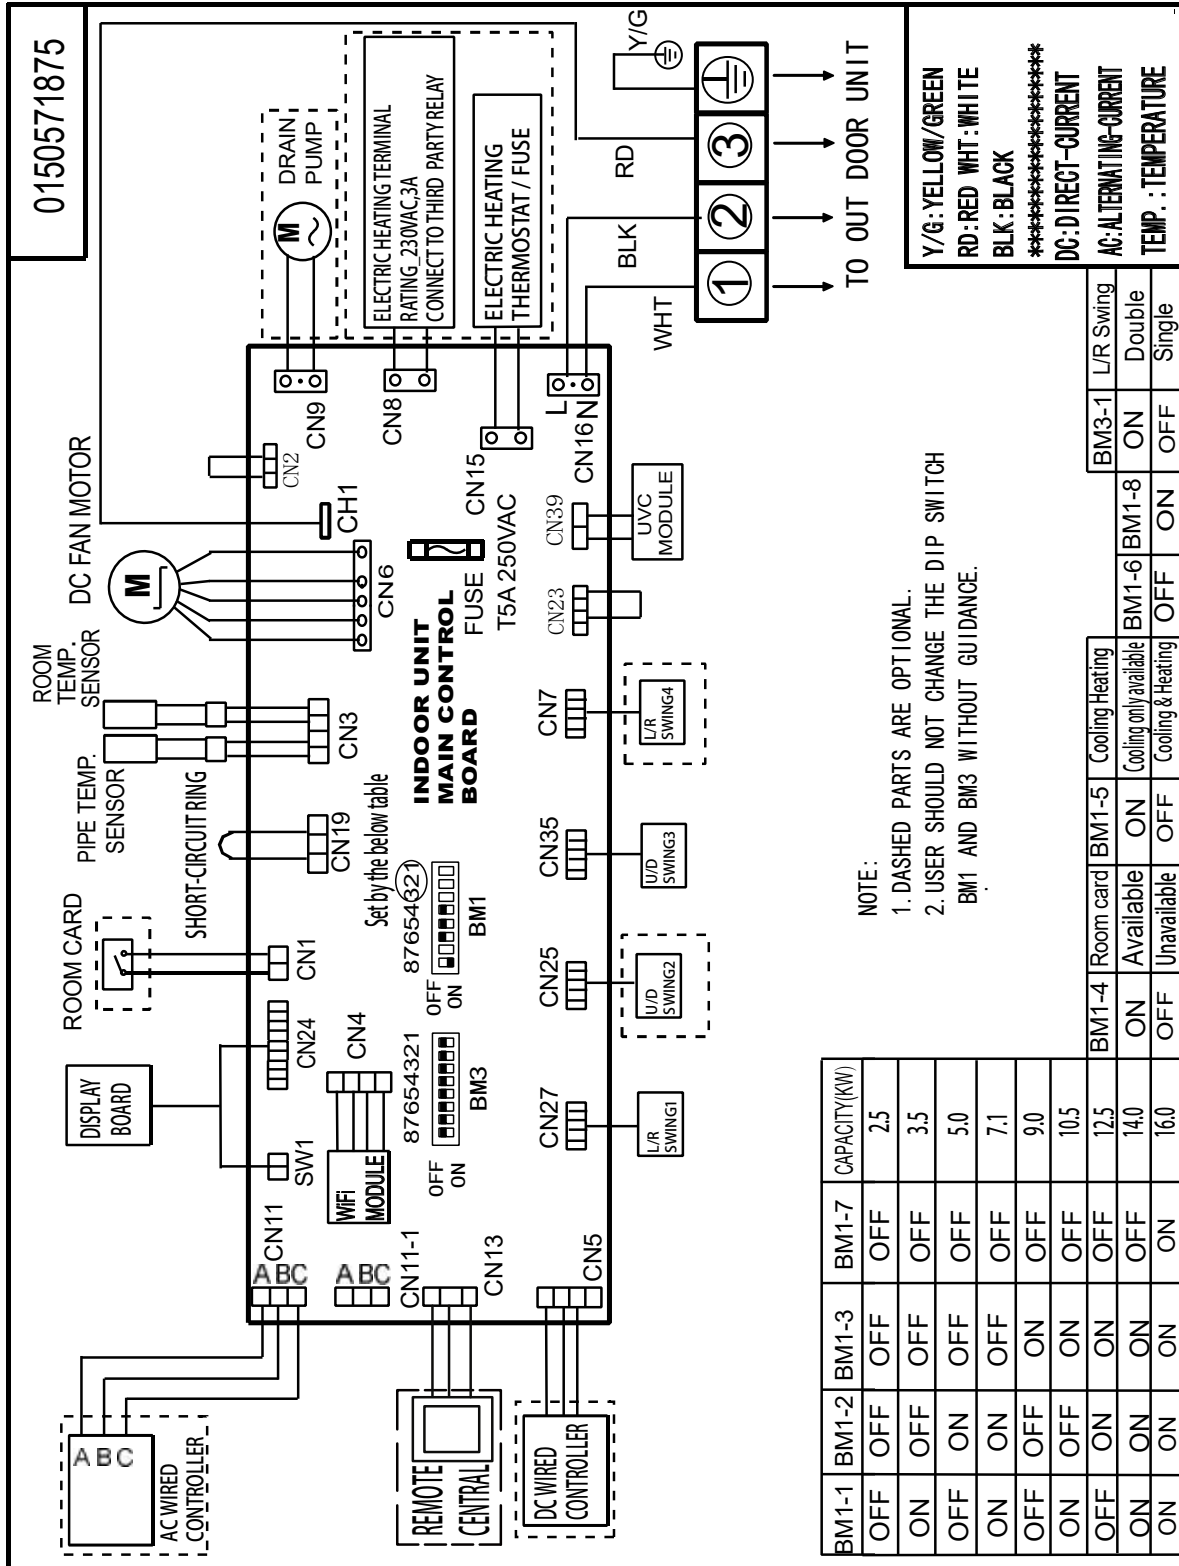 01505571875
DRAIN
PUMP
M
ELECTRIC HEATING TERMINAL
RATING_230VAC,3A
CONNECT TO THIRD PARTY RELAY
ELECTRIC HEATING
THERMOSTAT / FUSE
Y/G
RD
BLK
WHT
1
2
3
TO OUT DOOR UNIT
Y/G:YELLOW/GREEN
RD:RED WHT:WHITE
BLK:BLACK
******************
DC:DIRECT-CURRENT
AC:ALTERNATING-CURRENT
TEMP.:TEMPERATURE
DC FAN MOTOR
M
CN2
CN9
CN8
CN15
L
N
CN16
CH1
CN6
FUSE
T5A 250VAC
CN39
UVC
MODULE
CN23
ROOM
TEMP.
SENSOR
PIPE TEMP.
SENSOR
CN3
SHORT-CIRCUIT RING
CN19
INDOOR UNIT
MAIN CONTROL
BOARD
CN7
L/R
SWING4
CN35
U/D
SWING3
ROOM CARD
CN1
Set by the below table
87654321
OFF
ON
BM1
CN25
U/D
SWING2
DISPLAY
BOARD
CN24
SW1
CN4
WiFi
MODULE
87654321
OFF
ON
BM3
CN27
L/R
SWING1
CN11
A BC
A BC
CN11-1
CN13
CN5
A B C
AC WIRED
CONTROLLER
REMOTE
CENTRAL
DC WIRED
CONTROLLER
NOTE:
1. DASHED PARTS ARE OPTIONAL.
2. USER SHOULD NOT CHANGE THE DIP SWITCH
BM1 AND BM3 WITHOUT GUIDANCE.
BM1-1 BM1-2 BM1-3 BM1-7 CAPACITY(KW)
OFF OFF OFF OFF 2.5
ON OFF OFF OFF 3.5
OFF ON OFF OFF 5.0
ON ON OFF OFF 7.1
OFF OFF ON OFF 9.0
ON OFF ON OFF 10.5
OFF ON ON OFF 12.5
ON ON ON OFF 14.0
ON ON ON ON 16.0
BM1-4 Room card BM1-5 Cooling Heating
ON Available ON Cooling only available
OFF Unavailable OFF Cooling & Heating
BM1-6 BM1-8
OFF ON
BM3-1 L/R Swing
ON Double
OFF Single